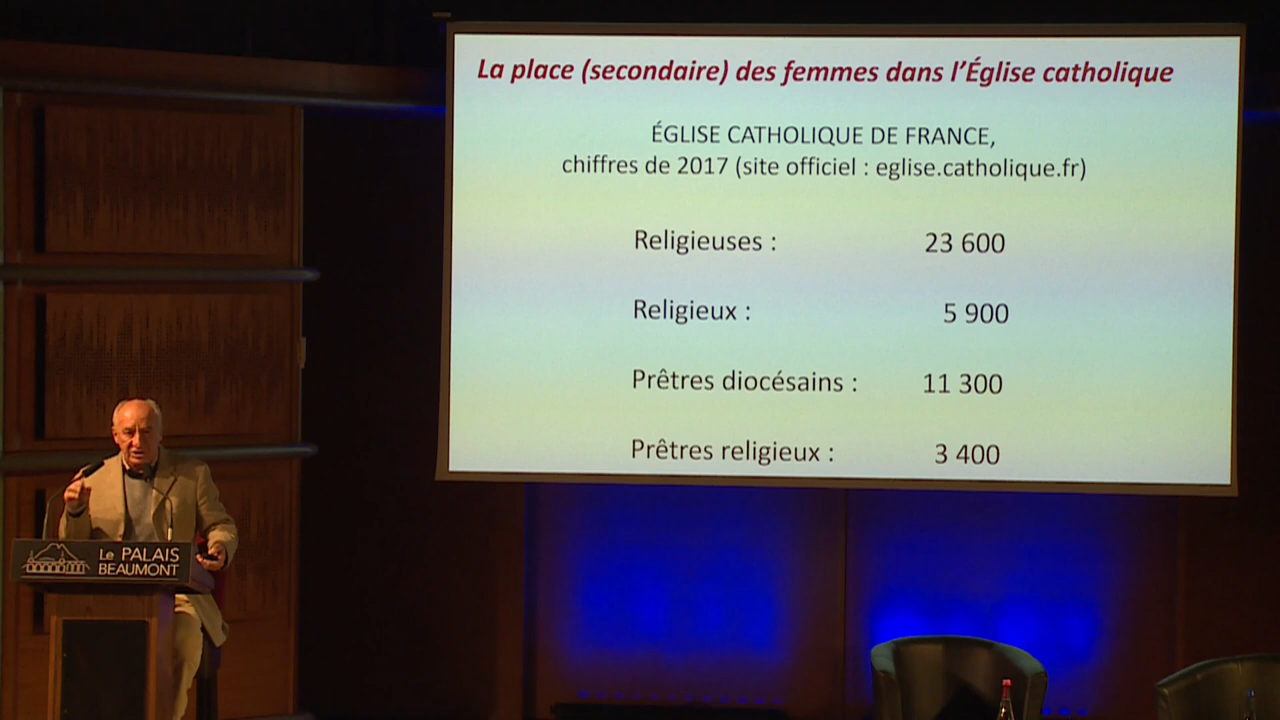 La place (secondaire) des femmes dans l'Église catholique
ÉGLISE CATHOLIQUE DE FRANCE,
chiffres de 2017 (site officiel : eglise.catholique.fr)
Religieuses : 23 600
Religieux : 5 900
Prêtres diocésains : 11 300
Prêtres religieux : 3 400
Le PALAIS
BEAUMONT